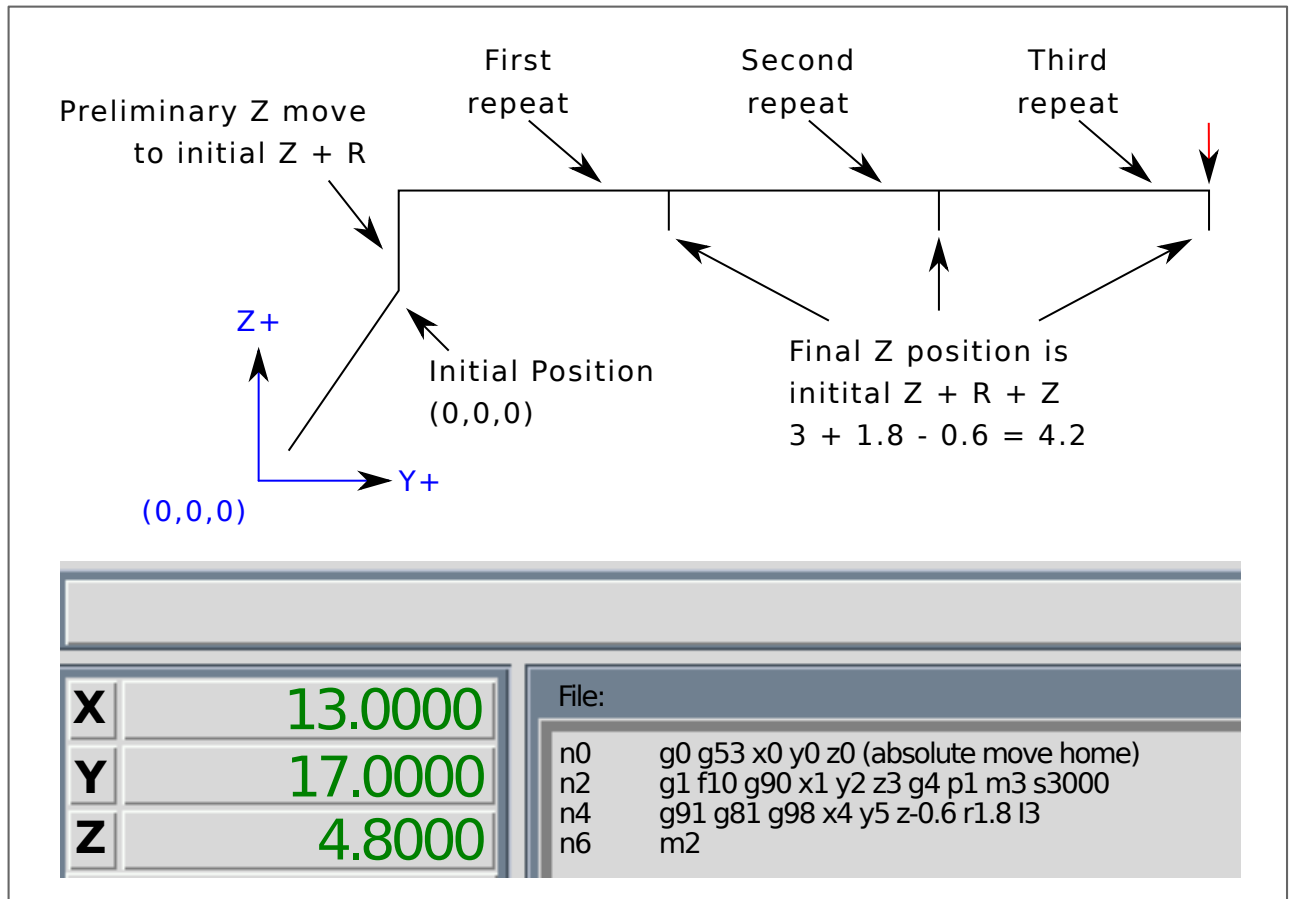 First
repeat
Second
repeat
Third
repeat
Preliminary Z move
to initial Z + R
Z+
Initial Position
(0,0,0)
Final Z position is
initital Z + R + Z
3 + 1.8 - 0.6 = 4.2
Y+
(0,0,0)
X 13.0000
Y 17.0000
Z 4.8000
File:
n0 g0 g53 x0 y0 z0 (absolute move home)
n2 g1 f10 g90 x1 y2 z3 g4 p1 m3 s3000
n4 g91 g81 g98 x4 y5 z-0.6 r1.8 l3
n6 m2